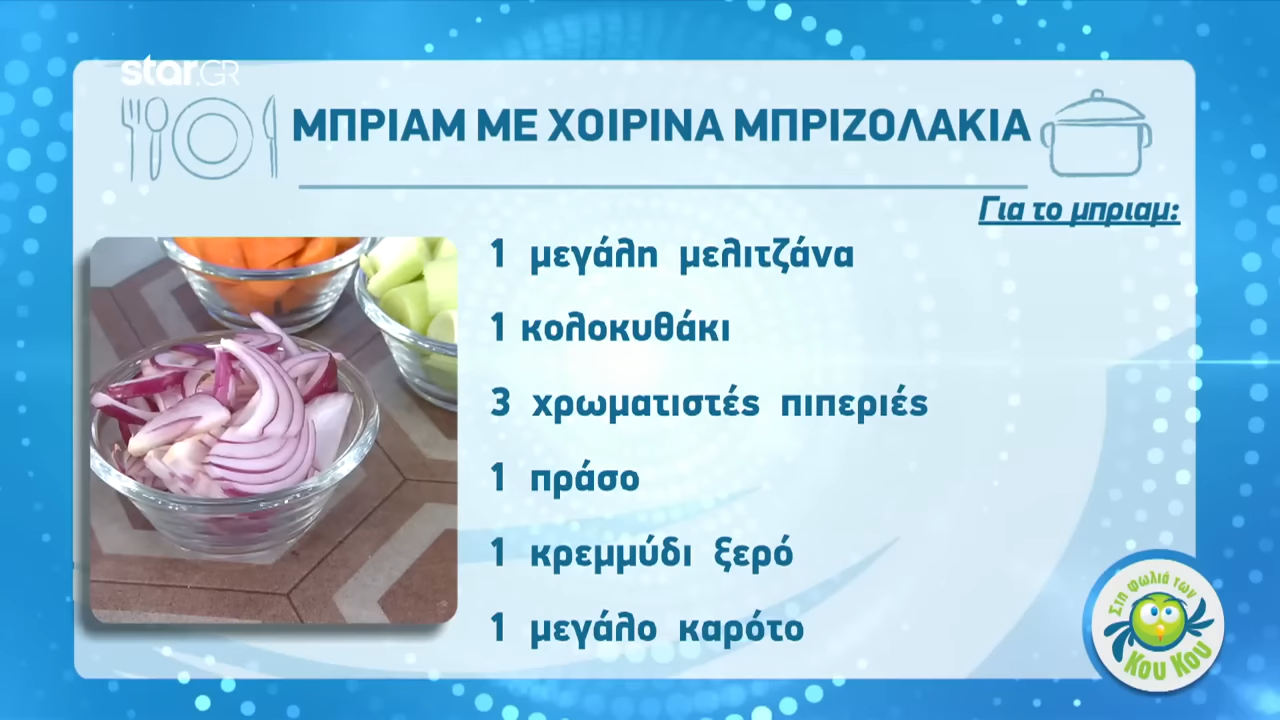 star.GR
ΜΠΡΙΑΜ ΜΕ ΧΟΙΡΙΝΑ ΜΠΡΙΖΟΛΑΚΙΑ
Για το μπριαμ:
1 μεγάλη μελιτζάνα
1 κολοκυθάκι
3 χρωματιστές πιπεριές
1 πράσο
1 κρεμμύδι ξερό
1 μεγάλο καρότο
Στη φωλιά των
Κου Κου